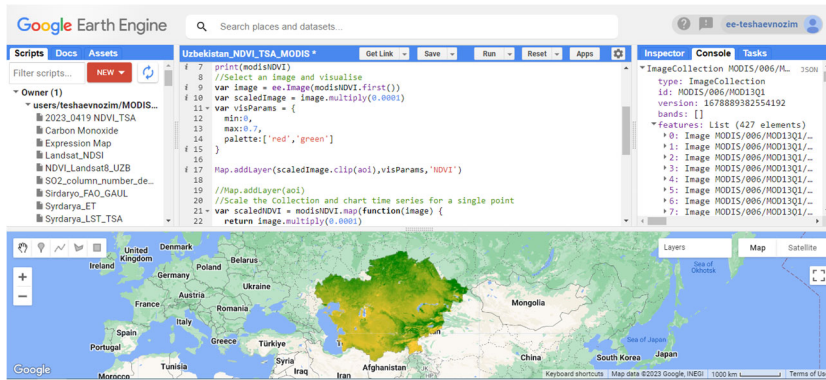 Google Earth Engine
Search places and datasets...
ee-teshaevnozim
Scripts Docs Assets
Filter scripts...
NEW
Owner (1)
users/teshaevnozim/MODIS...
2023_0419 NDVI_TSA
Carbon Monoxide
Expression Map
Landsat_NDSI
NDVI_Landsat8_UZB
SO2_column_number_de...
Sirdaryo_FAO_GAUL
Syrdarya_ET
Syrdarya_LST_TSA
Uzbekistan_NDVI_TSA_MODIS *
Get Link Save Run Reset Apps
i 7 print(modisNDVI)
8 //Select an image and visualise
i 9 var image = ee.Image(modisNDVI.first())
i 10 var scaledImage = image.multiply(0.0001)
11 var visParams = {
12 min:0,
13 max:0.7,
14 palette:['red','green']
i 15 }
16
i 17 Map.addLayer(scaledImage.clip(aoi),visParams,'NDVI')
18
19 //Map.addLayer(aoi)
20 //Scale the Collection and chart time series for a single point
21 var scaledNDVI = modisNDVI.map(function(image) {
22 return image.multiply(0.0001)
Inspector Console Tasks
ImageCollection MODIS/006/M... JSON
type: ImageCollection
id: MODIS/006/MOD13Q1
version: 1678889382554192
bands: []
features: List (427 elements)
0: Image MODIS/006/MOD13Q1/...
1: Image MODIS/006/MOD13Q1/...
2: Image MODIS/006/MOD13Q1/...
3: Image MODIS/006/MOD13Q1/...
4: Image MODIS/006/MOD13Q1/...
5: Image MODIS/006/MOD13Q1/...
6: Image MODIS/006/MOD13Q1/...
7: Image MODIS/006/MOD13Q1/...
Layers
Map Satellite
United
Kingdom
Denmark
Ireland
Belarus
Poland
Germany
Ukraine
Austria
France
Romania
Italy
Spain
Portugal
Greece
Türkiye
Syria
Tunisia
Iraq
Iran
Morocco
Afghanistan
Mongolia
China
Sea of
Okhotsk
Sea of Japan
South Korea
Japan
Google
Keyboard shortcuts Map data ©2023 Google, INEGI 1000 km Terms of Us